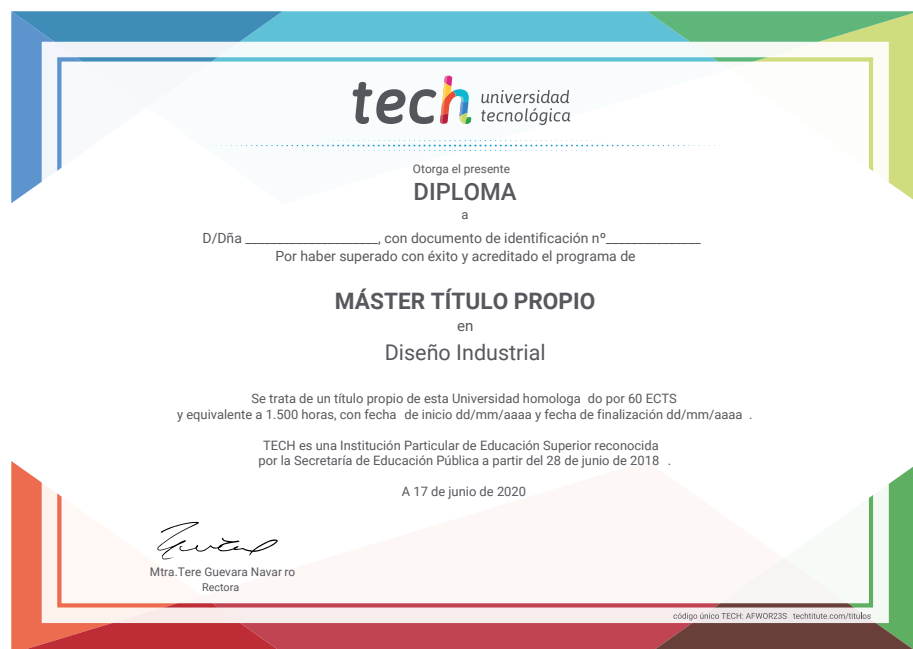 tech universidad
tecnológica
Otorga el presente
DIPLOMA
a
D/Dña ____________________, con documento de identificación nº______________
Por haber superado con éxito y acreditado el programa de
MÁSTER TÍTULO PROPIO
en
Diseño Industrial
Se trata de un título propio de esta Universidad homologa do por 60 ECTS
y equivalente a 1.500 horas, con fecha de inicio dd/mm/aaaa y fecha de finalización dd/mm/aaaa .
TECH es una Institución Particular de Educación Superior reconocida
por la Secretaría de Educación Pública a partir del 28 de junio de 2018 .
A 17 de junio de 2020
Mtra.Tere Guevara Navar ro
Rectora
código único TECH: AFWOR23S techtitute.com/titulos